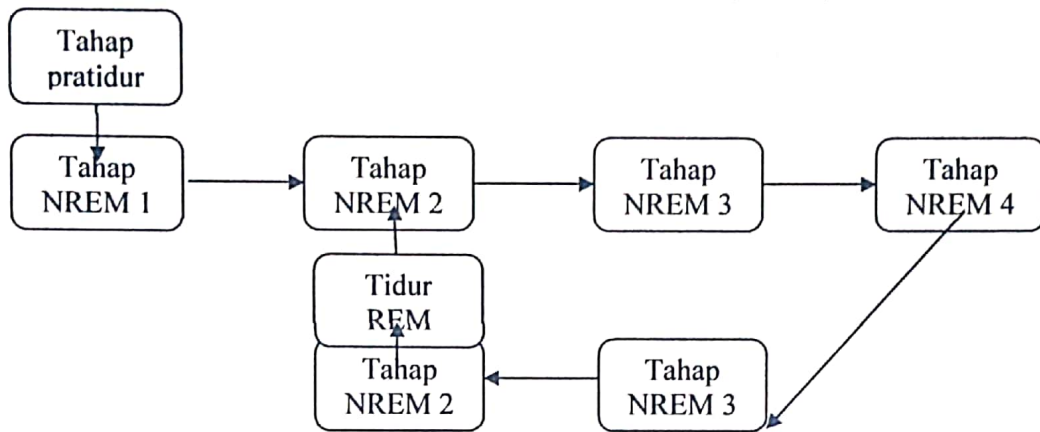 Tahap
pratidur
Tahap
NREM 1
Tahap
NREM 2
Tahap
NREM 3
Tahap
NREM 4
Tidur
REM
Tahap
NREM 2
Tahap
NREM 3